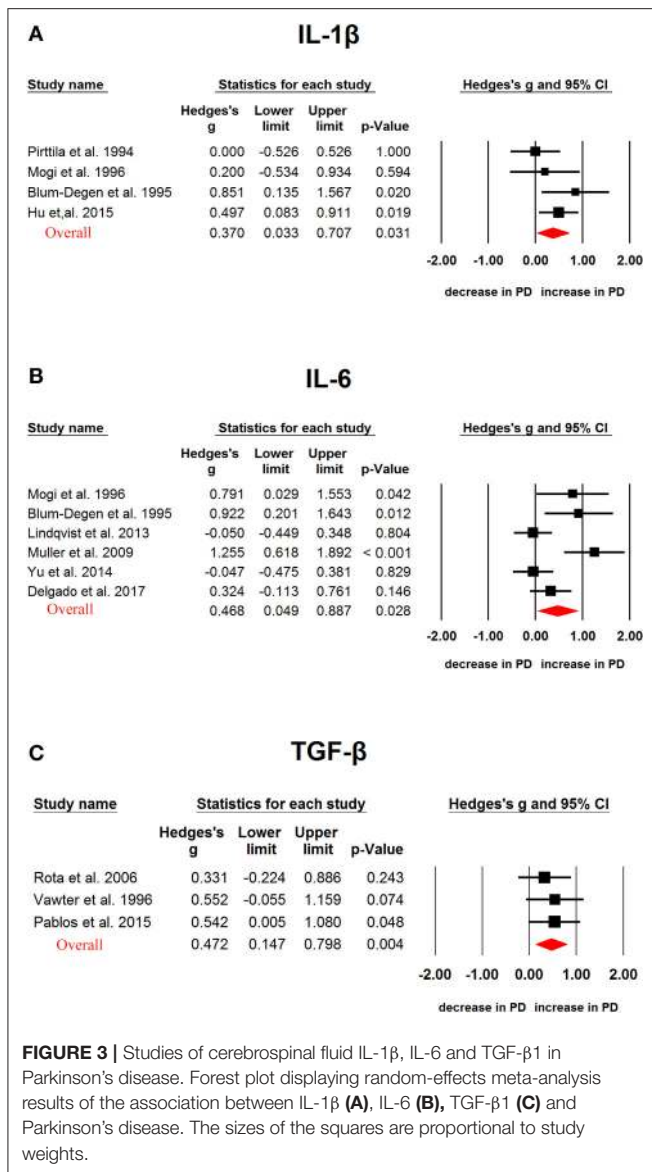 A
IL-1β
Study name Statistics for each study Hedges's g and 95% CI
Hedges's g Lower limit Upper limit p-Value
Pirttila et al. 1994 0.000 -0.526 0.526 1.000
Mogi et al. 1996 0.200 -0.534 0.934 0.594
Blum-Degen et al. 1995 0.851 0.135 1.567 0.020
Hu et,al. 2015 0.497 0.083 0.911 0.019
Overall 0.370 0.033 0.707 0.031
-2.00 -1.00 0.00 1.00 2.00
decrease in PD increase in PD
B
IL-6
Study name Statistics for each study Hedges's g and 95% CI
Hedges's g Lower limit Upper limit p-Value
Mogi et al. 1996 0.791 0.029 1.553 0.042
Blum-Degen et al. 1995 0.922 0.201 1.643 0.012
Lindqvist et al. 2013 -0.050 -0.449 0.348 0.804
Muller et al. 2009 1.255 0.618 1.892 < 0.001
Yu et al. 2014 -0.047 -0.475 0.381 0.829
Delgado et al. 2017 0.324 -0.113 0.761 0.146
Overall 0.468 0.049 0.887 0.028
-2.00 -1.00 0.00 1.00 2.00
decrease in PD increase in PD
C
TGF-β
Study name Statistics for each study Hedges's g and 95% CI
Hedges's g Lower limit Upper limit p-Value
Rota et al. 2006 0.331 -0.224 0.886 0.243
Vawter et al. 1996 0.552 -0.055 1.159 0.074
Pablos et al. 2015 0.542 0.005 1.080 0.048
Overall 0.472 0.147 0.798 0.004
-2.00 -1.00 0.00 1.00 2.00
decrease in PD increase in PD
FIGURE 3 | Studies of cerebrospinal fluid IL-1β, IL-6 and TGF-β1 in
Parkinson's disease. Forest plot displaying random-effects meta-analysis
results of the association between IL-1β (A), IL-6 (B), TGF-β1 (C) and
Parkinson's disease. The sizes of the squares are proportional to study
weights.